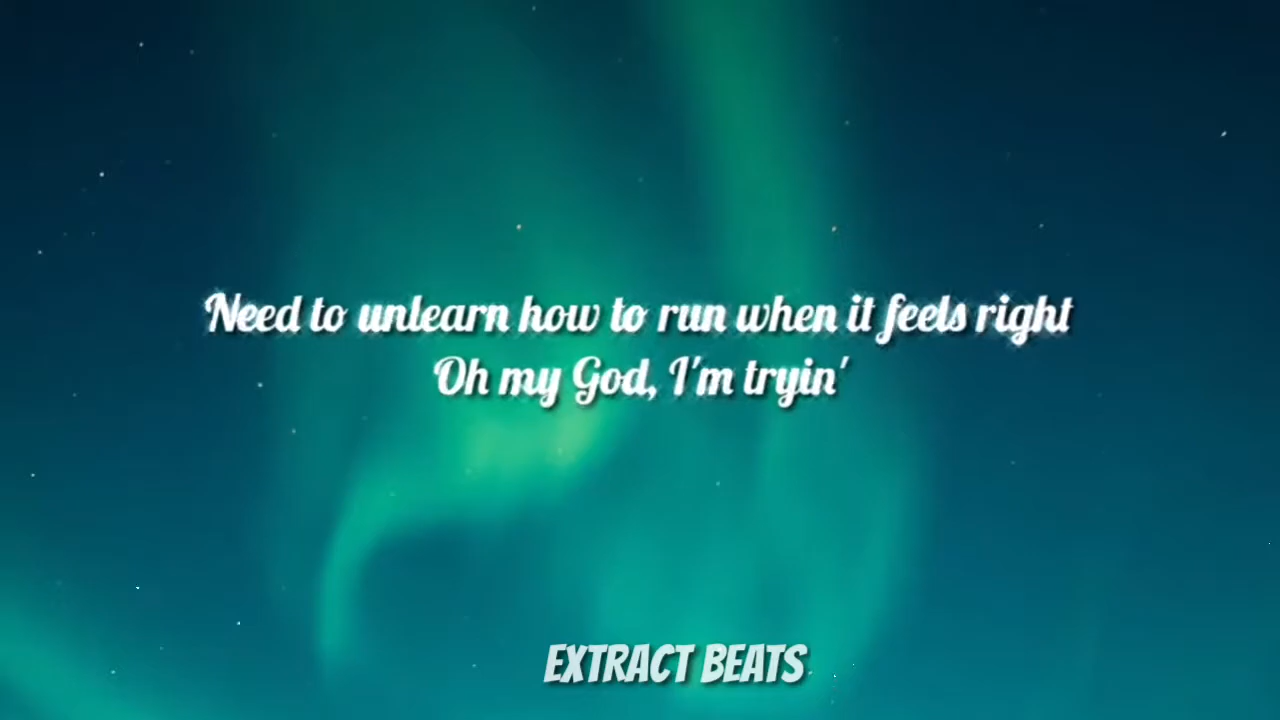 Need to unlearn how to run when it feels right
Oh my God, I'm tryin'
EXTRACT BEATS